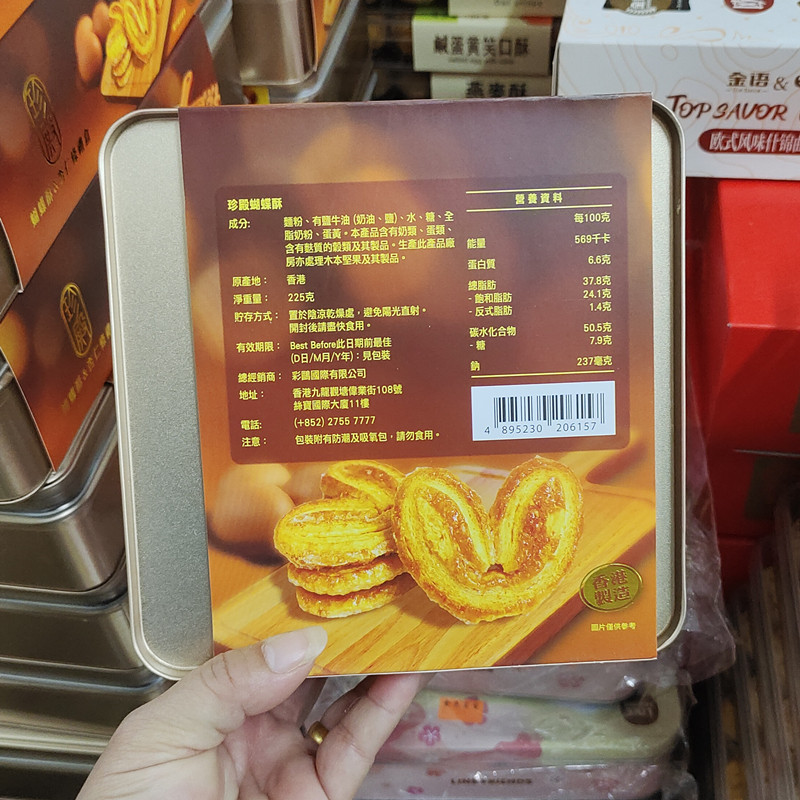 鹹蛋黃笑口酥
燕麥酥
金语 &
TOP SAVOR
欧式风味什锦曲
珍殿蝴蝶酥
成分: 麵粉、有鹽牛油 (奶油、鹽)、水、糖、全
脂奶粉、蛋黃。本產品含有奶類、蛋類、
含有麩質的穀類及其製品。生產此產品廠
房亦處理木本堅果及其製品。
原產地: 香港
淨重量: 225克
貯存方式: 置於陰涼乾燥處,避免陽光直射。
開封後請盡快食用。
有效期限: Best Before此日期前最佳
(D日/M月/Y年):見包裝
總經銷商: 彩鷗國際有限公司
地址: 香港九龍觀塘偉業街108號
絲寶國際大廈11樓
電話: (+852) 2755 7777
注意: 包裝附有防潮及吸氧包,請勿食用。
營養資料
每100克
能量 569千卡
蛋白質 6.6克
總脂肪 37.8克
- 飽和脂肪 24.1克
- 反式脂肪 1.4克
碳水化合物 50.5克
- 糖 7.9克
鈉 237毫克
4 895230 206157
香港
製造
圖片僅供參考
LINE FRIENDS